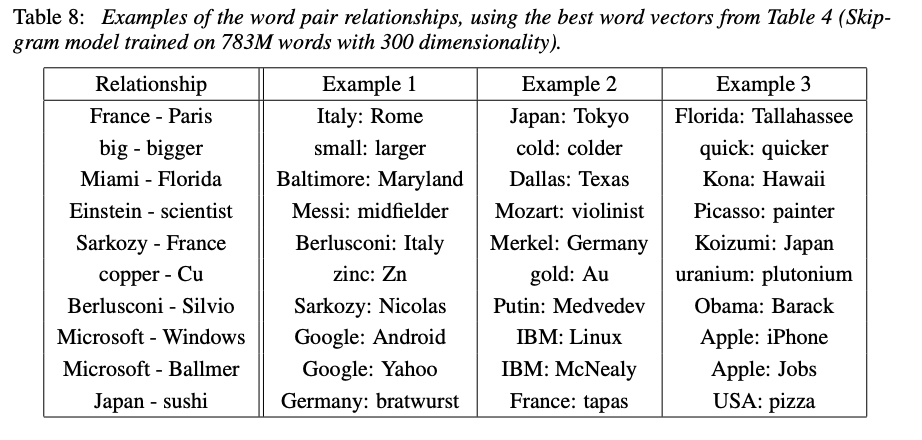 Table 8: Examples of the word pair relationships, using the best word vectors from Table 4 (Skip-
gram model trained on 783M words with 300 dimensionality).
Relationship Example 1 Example 2 Example 3
France - Paris Italy: Rome Japan: Tokyo Florida: Tallahassee
big - bigger small: larger cold: colder quick: quicker
Miami - Florida Baltimore: Maryland Dallas: Texas Kona: Hawaii
Einstein - scientist Messi: midfielder Mozart: violinist Picasso: painter
Sarkozy - France Berlusconi: Italy Merkel: Germany Koizumi: Japan
copper - Cu zinc: Zn gold: Au uranium: plutonium
Berlusconi - Silvio Sarkozy: Nicolas Putin: Medvedev Obama: Barack
Microsoft - Windows Google: Android IBM: Linux Apple: iPhone
Microsoft - Ballmer Google: Yahoo IBM: McNealy Apple: Jobs
Japan - sushi Germany: bratwurst France: tapas USA: pizza